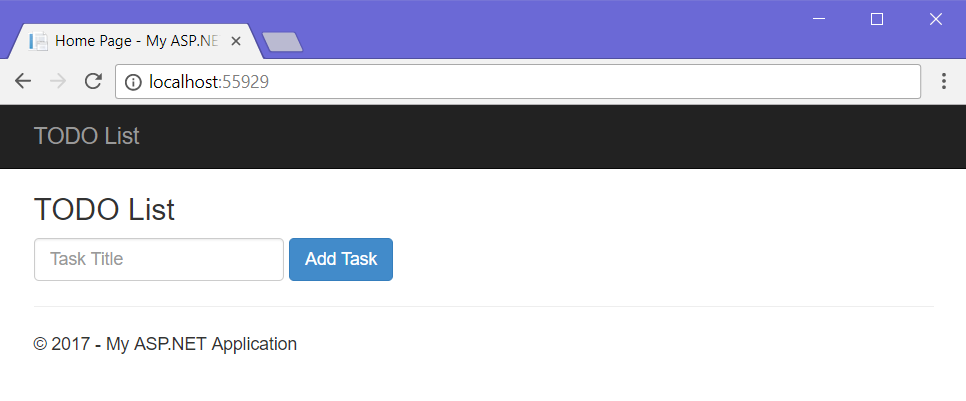 Home Page - My ASP.NE
localhost:55929
TODO List
TODO List
Task Title
Add Task
© 2017 - My ASP.NET Application